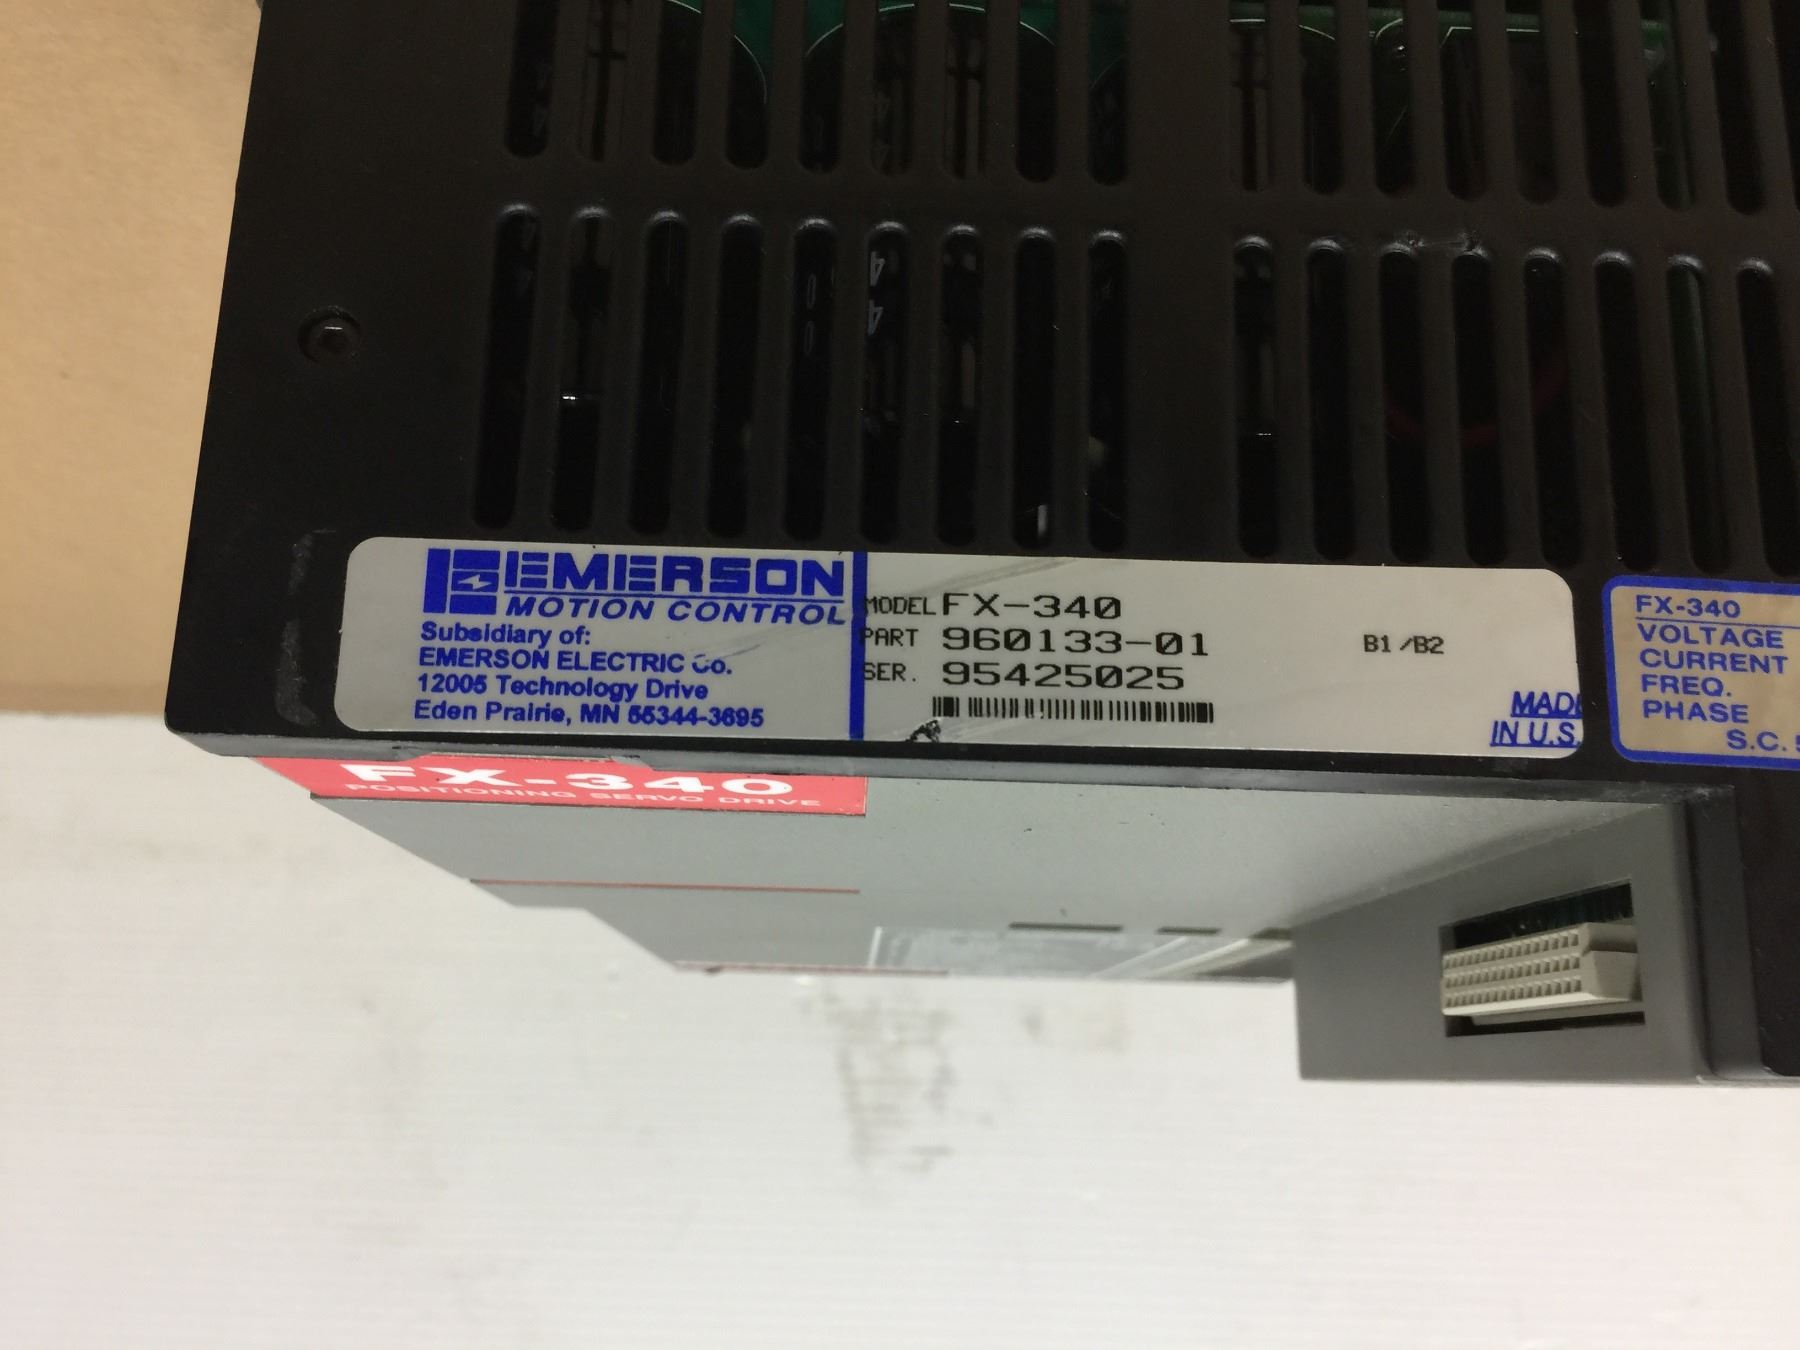 EMERSON
MOTION CONTROL
Subsidiary of:
EMERSON ELECTRIC Co.
12005 Technology Drive
Eden Prairie, MN 55344-3695
MODEL FX-340
PART 960133-01 B1/B2
SER. 95425025
MADE
IN U.S.
FX-340
VOLTAGE
CURRENT
FREQ.
PHASE
S.C. 5
FX-340
POSITIONING SERVO DRIVE